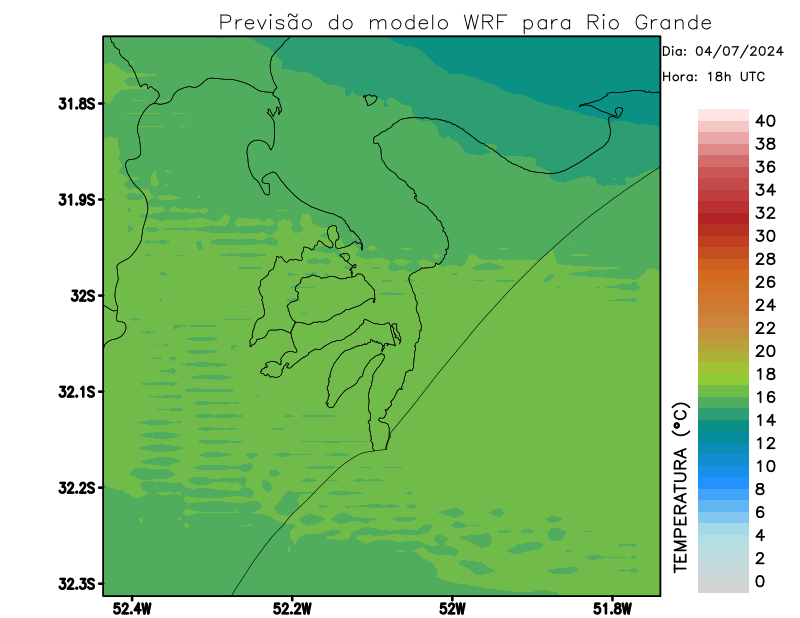 Previsão do modelo WRF para Rio Grande
Dia: 04/07/2024
Hora: 18h UTC
31.8S
31.9S
32S
32.1S
32.2S
32.3S
52.4W
52.2W
52W
51.8W
TEMPERATURA (°C)
40
38
36
34
32
30
28
26
24
22
20
18
16
14
12
10
8
6
4
2
0